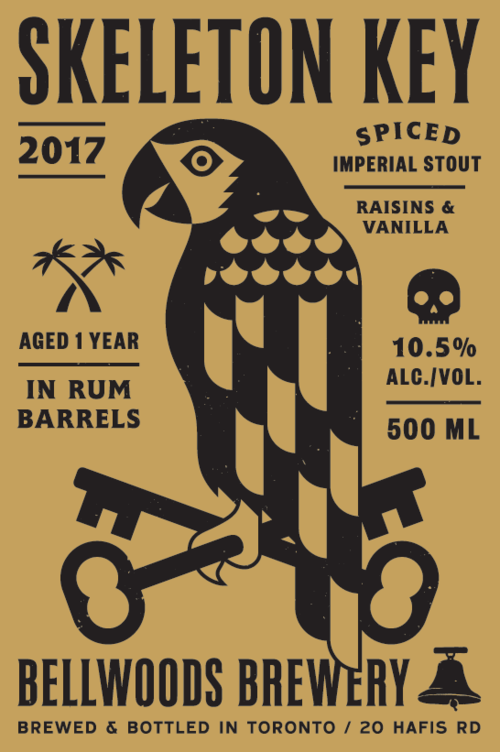 SKELETON KEY
2017
SPICED
IMPERIAL STOUT
RAISINS &
VANILLA
AGED 1 YEAR
IN RUM
BARRELS
10.5%
ALC./VOL.
500 ML
BELLWOODS BREWERY
BREWED & BOTTLED IN TORONTO / 20 HAFIS RD